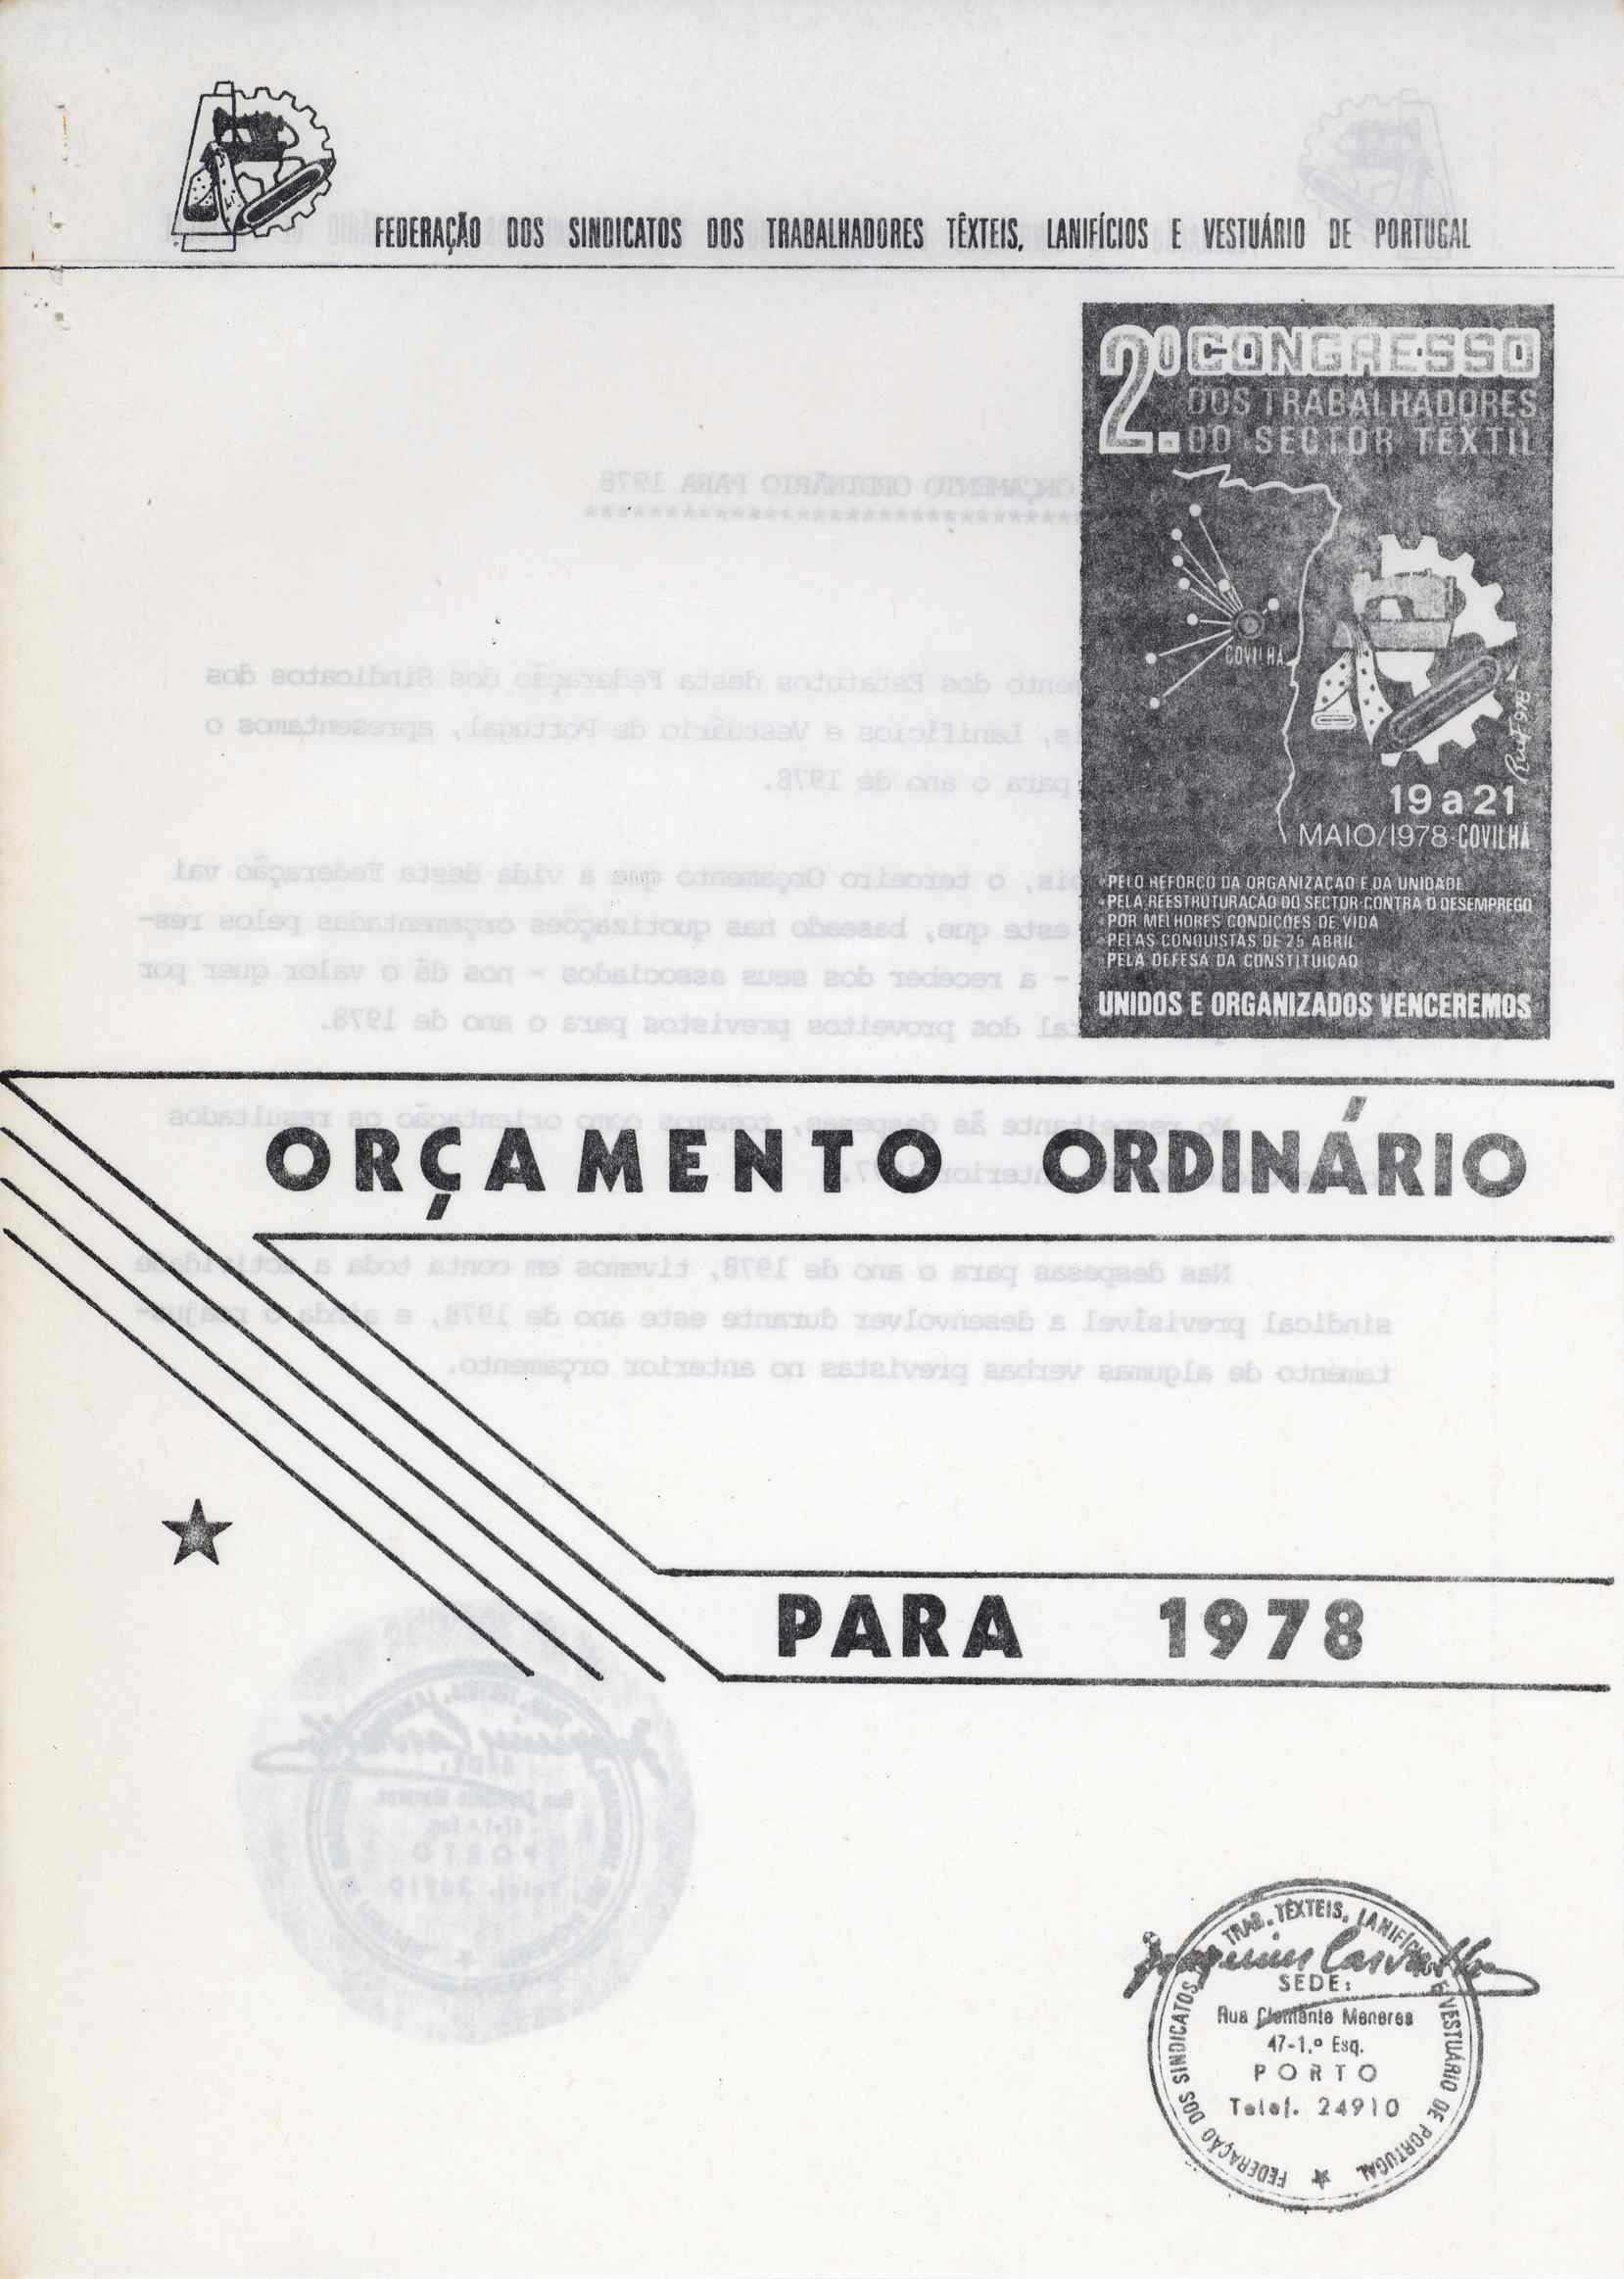 FEDERAÇÃO DOS SINDICATOS DOS TRABALHADORES TÊXTEIS, LANIFÍCIOS E VESTUÁRIO DE PORTUGAL
2.º CONGRESSO
DOS TRABALHADORES
DO SECTOR TÊXTIL
COVILHÃ
19 a 21
MAIO/1978·COVILHÃ
·PELO REFORÇO DA ORGANIZAÇÃO E DA UNIDADE
·PELA REESTRUTURAÇÃO DO SECTOR·CONTRA O DESEMPREGO
·POR MELHORES CONDIÇÕES DE VIDA
·PELAS CONQUISTAS DE 25 ABRIL
·PELA DEFESA DA CONSTITUIÇÃO
UNIDOS E ORGANIZADOS VENCEREMOS
ORÇAMENTO ORDINÁRIO
PARA 1978
FEDERAÇÃO DOS SINDICATOS TRAB. TÊXTEIS, LANIFÍCIOS E VESTUÁRIO DE PORTUGAL
Joaquim Carvalho
SEDE:
Rua Clemente Meneres
47-1.º Esq.
PORTO
Telef. 24910